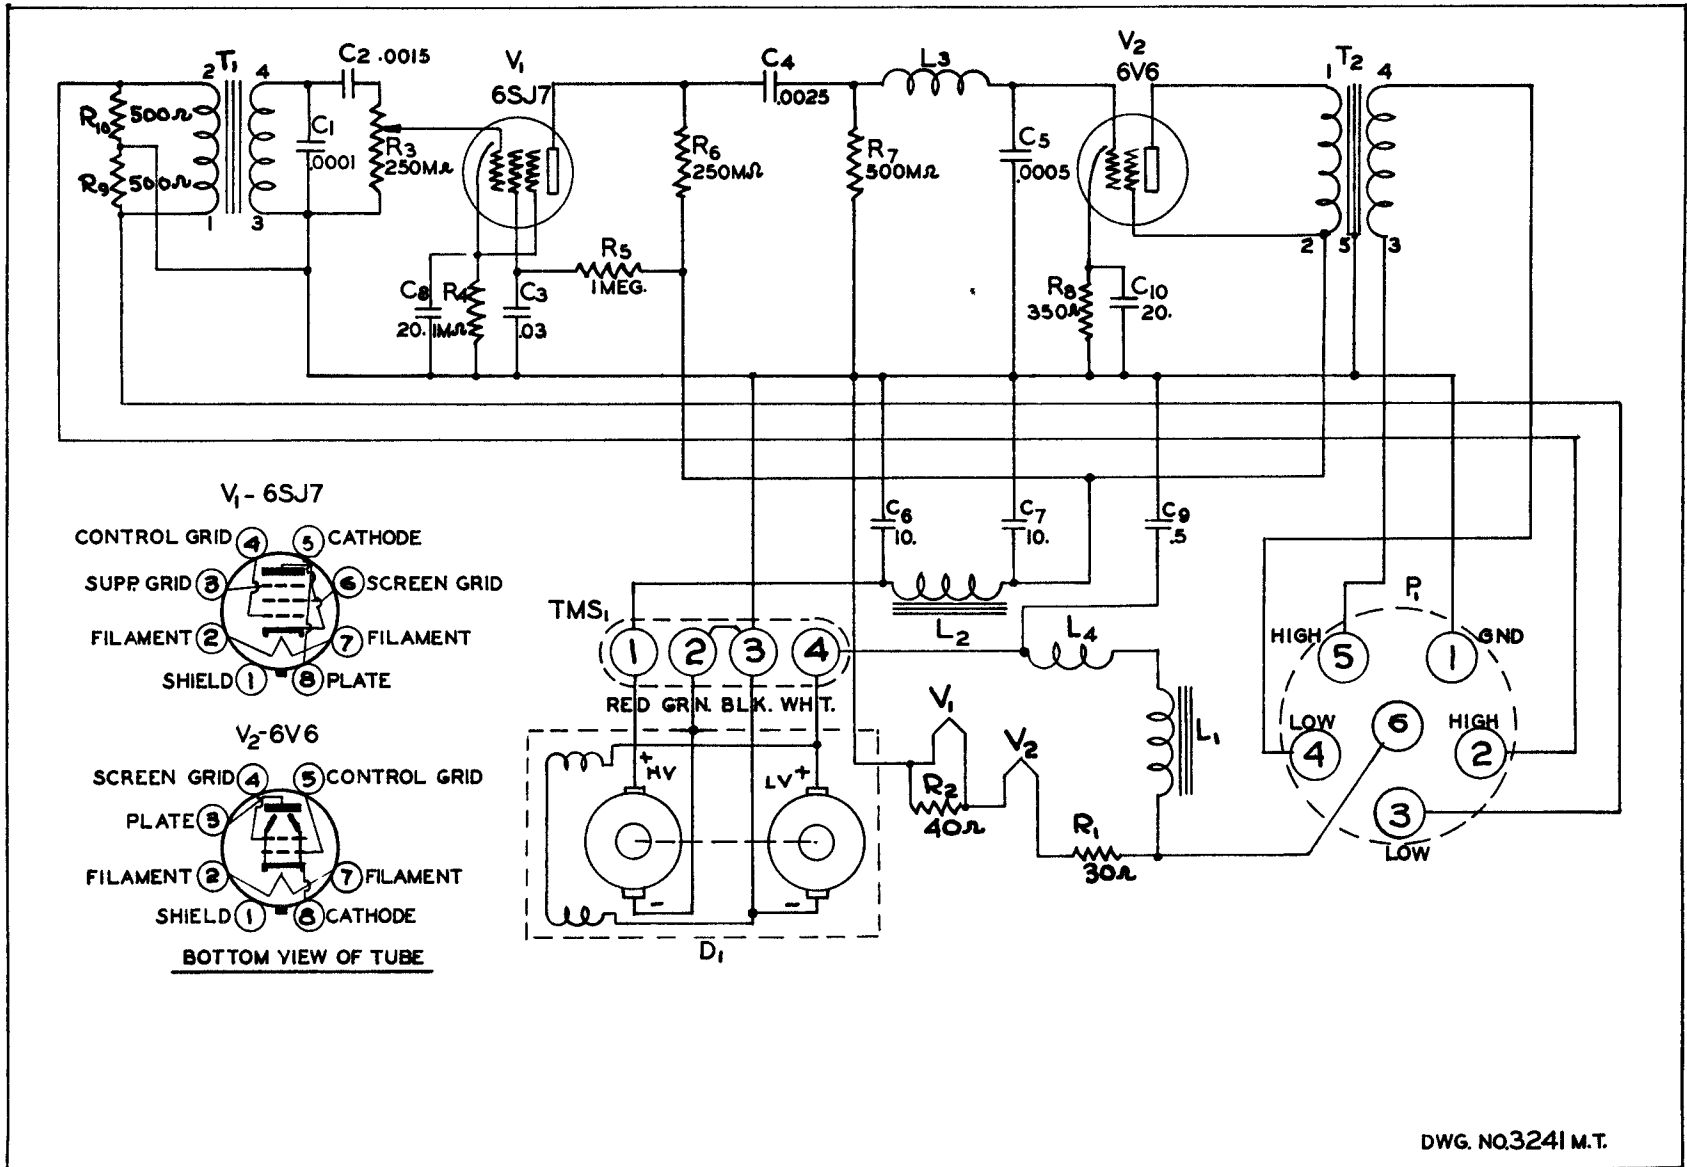 T1
2
4
1
3
C2 .0015
R10 500Ω
R9 500Ω
C1
.0001
R3
250MΩ
V1
6SJ7
C8
20.
R4
1MΩ
C3
.03
R5
1MEG.
R6
250MΩ
C4
.0025
R7
500MΩ
L3
C5
.0005
V2
6V6
R8
350Ω
C10
20.
T2
1
4
2
5
3
C6
10.
C7
10.
C9
.5
L2
L4
L1
TMS1
1 2 3 4
RED GRN. BLK. WHT.
+
HV
-
LV +
-
D1
V1
V2
R2
40Ω
R1
30Ω
P1
HIGH
5
GND
1
LOW
4
6
HIGH
2
3
LOW
V1- 6SJ7
CONTROL GRID 4
5 CATHODE
SUPP. GRID 3
6 SCREEN GRID
FILAMENT 2
7 FILAMENT
SHIELD 1
8 PLATE
V2-6V6
SCREEN GRID 4
5 CONTROL GRID
PLATE 3
FILAMENT 2
7 FILAMENT
SHIELD 1
8 CATHODE
BOTTOM VIEW OF TUBE
DWG. NO. 3241 M.T.